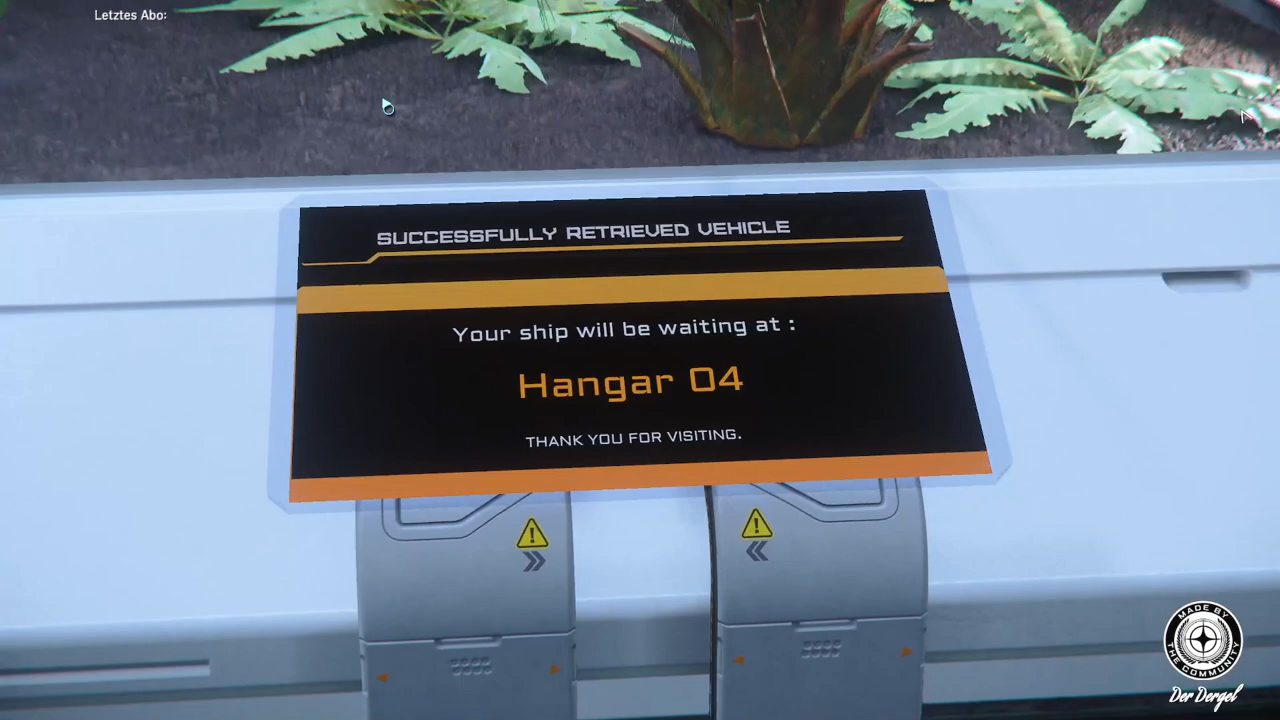 Letztes Abo:
SUCCESSFULLY RETRIEVED VEHICLE
Your ship will be waiting at :
Hangar 04
THANK YOU FOR VISITING.
MADE BY
THE COMMUNITY
Der Dergel